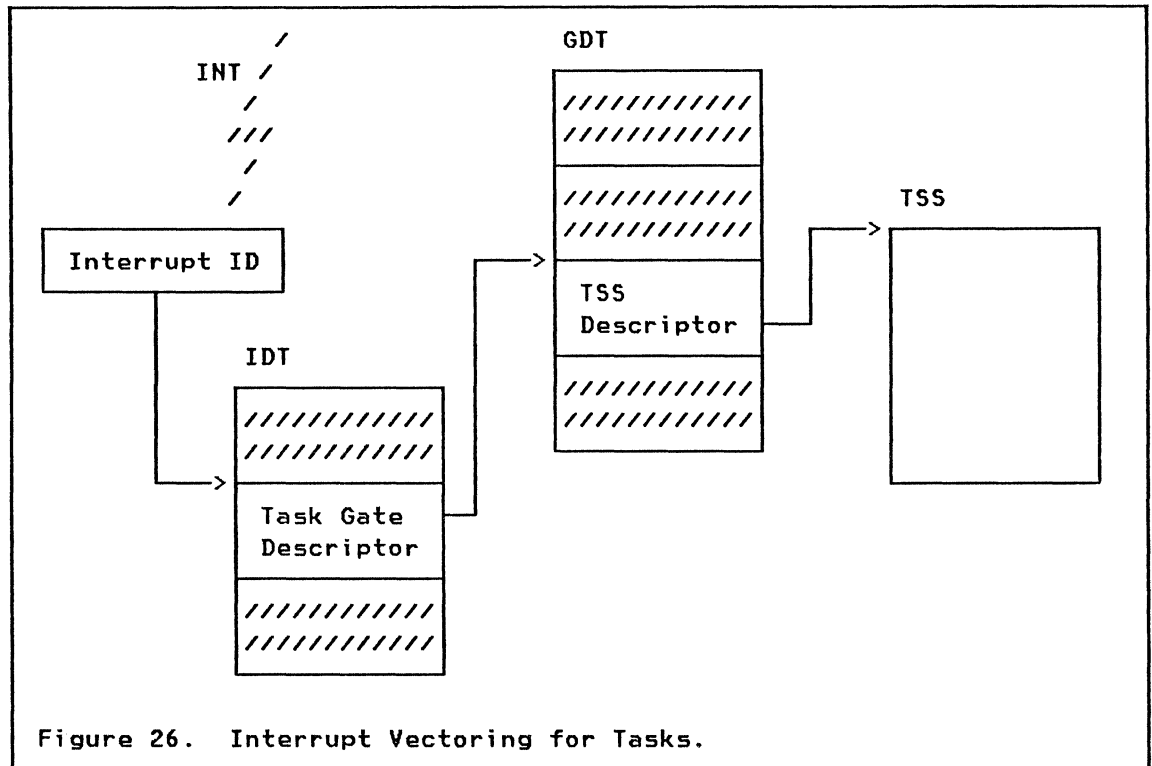 INT
GDT
TSS
Interrupt ID
TSS
Descriptor
IDT
Task Gate
Descriptor
Figure 26. Interrupt Vectoring for Tasks.